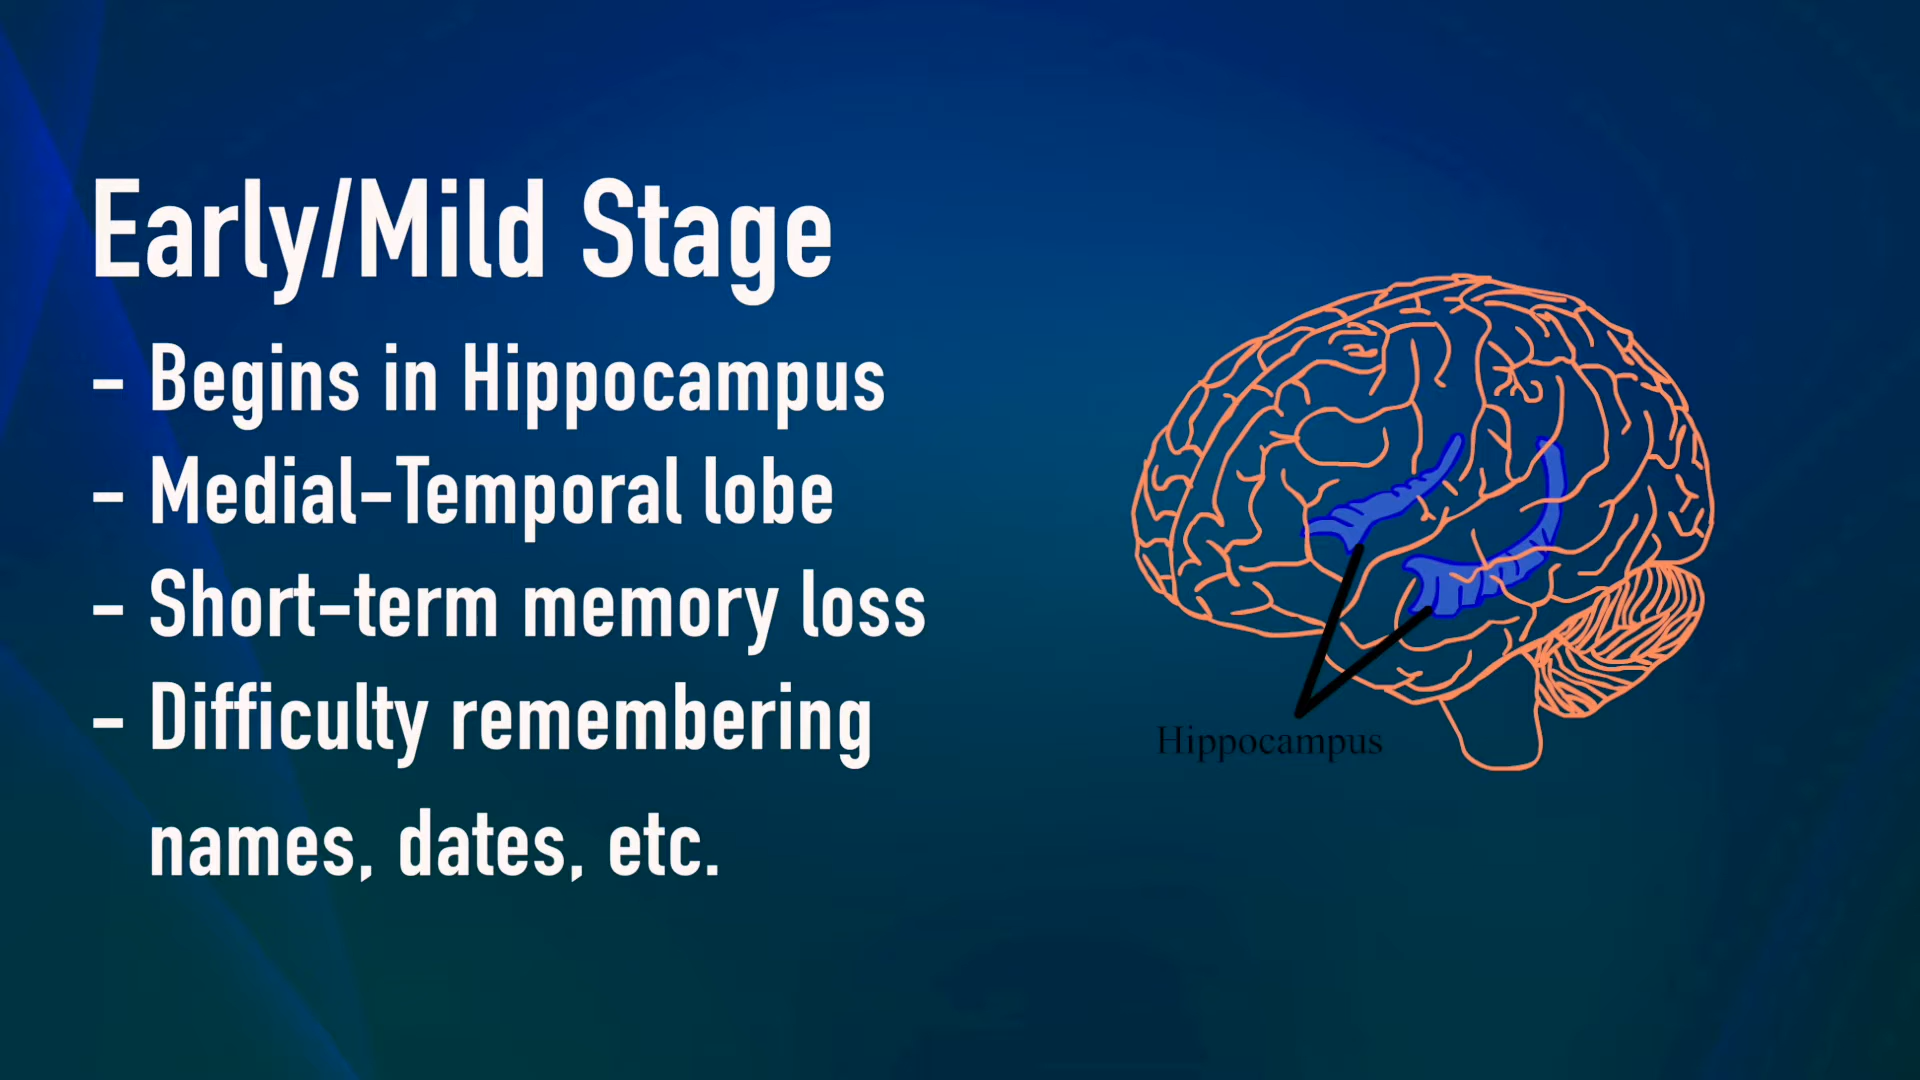 Early/Mild Stage
- Begins in Hippocampus
- Medial-Temporal lobe
- Short-term memory loss
- Difficulty remembering
names, dates, etc.
Hippocampus